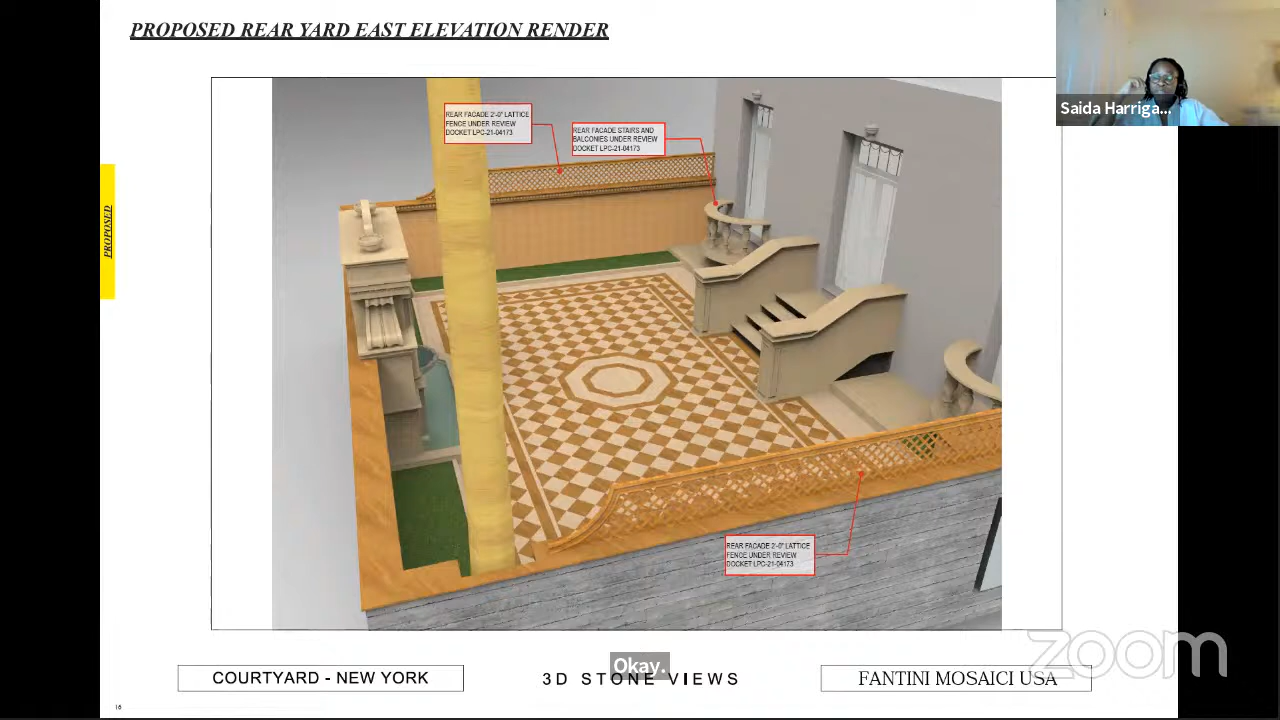 PROPOSED REAR YARD EAST ELEVATION RENDER
Saida Harriga...
REAR FACADE 2'-0" LATTICE
FENCE UNDER REVIEW
DOCKET LPC-21-04173
REAR FACADE STAIRS AND
BALCONIES UNDER REVIEW
DOCKET LPC-21-04173
PROPOSED
REAR FACADE 2'-0" LATTICE
FENCE UNDER REVIEW
DOCKET LPC-21-04173
zoom
Okay.
COURTYARD - NEW YORK
3D STONE VIEWS
FANTINI MOSAICI USA
16